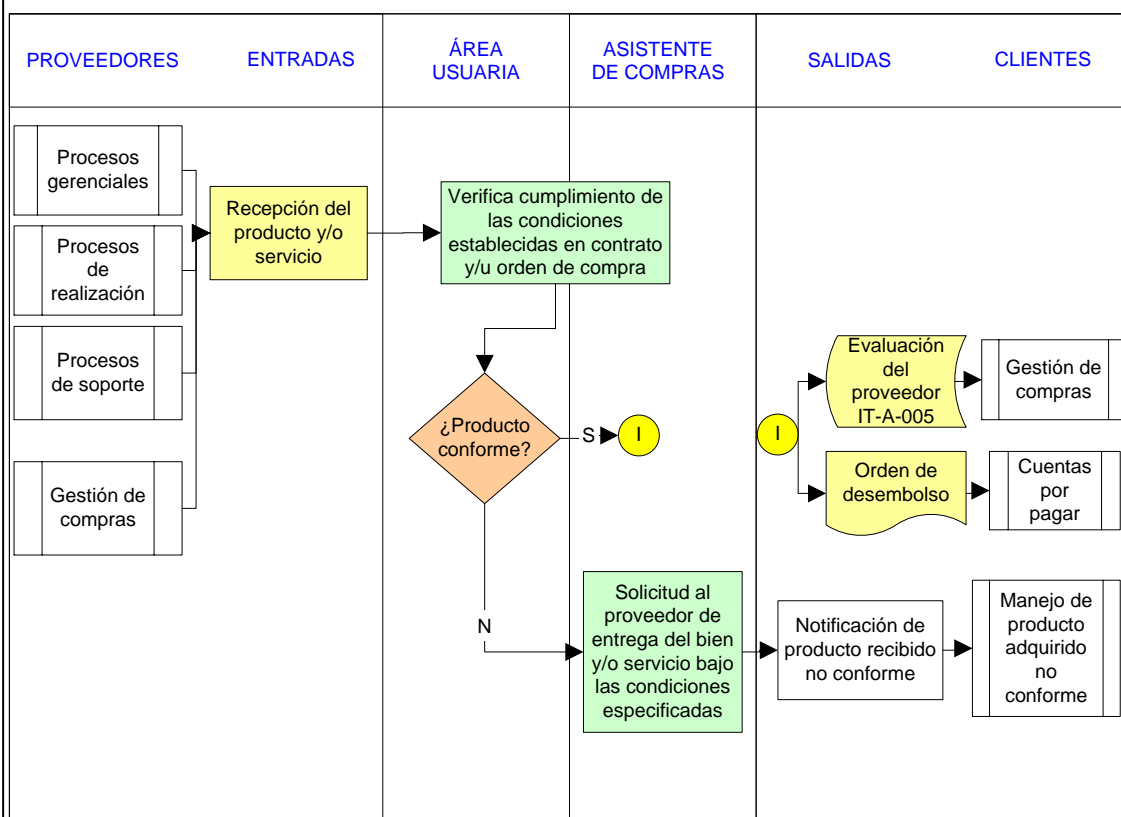 PROVEEDORES
ENTRADAS
ÁREA
USUARIA
ASISTENTE
DE COMPRAS
SALIDAS
CLIENTES
Procesos
gerenciales
Procesos
de
realización
Procesos
de soporte
Gestión de
compras
Recepción del
producto y/o
servicio
Verifica cumplimiento de
las condiciones
establecidas en contrato
y/u orden de compra
¿Producto
conforme?
S
I
N
Solicitud al
proveedor de
entrega del bien
y/o servicio bajo
las condiciones
especificadas
I
Evaluación
del
proveedor
IT-A-005
Gestión de
compras
Orden de
desembolso
Cuentas
por
pagar
Notificación de
producto recibido
no conforme
Manejo de
producto
adquirido
no
conforme